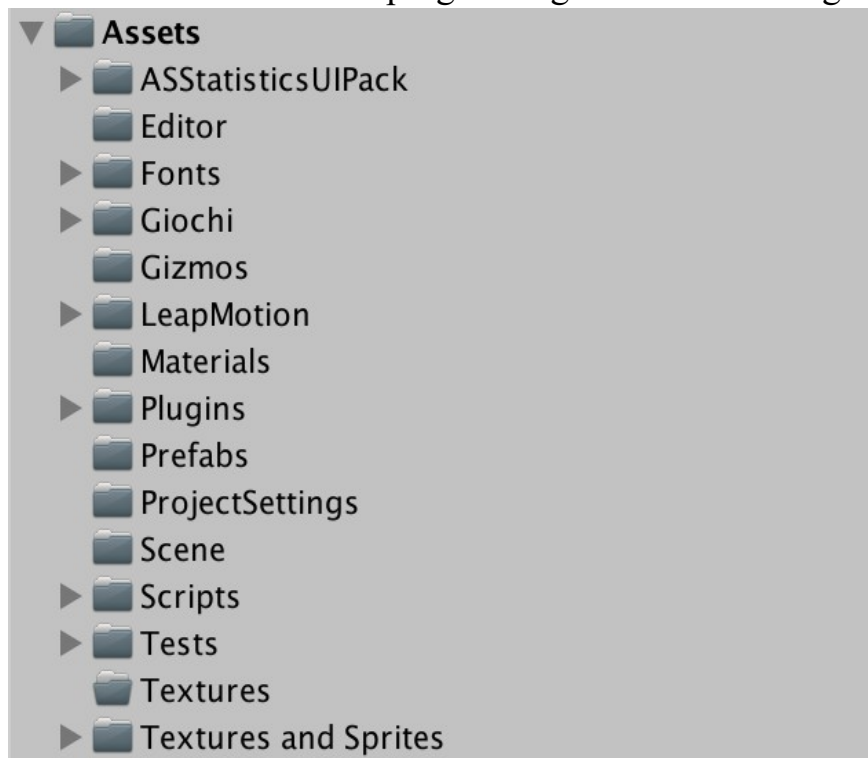 Assets
ASStatisticsUIPack
Editor
Fonts
Giochi
Gizmos
LeapMotion
Materials
Plugins
Prefabs
ProjectSettings
Scene
Scripts
Tests
Textures
Textures and Sprites